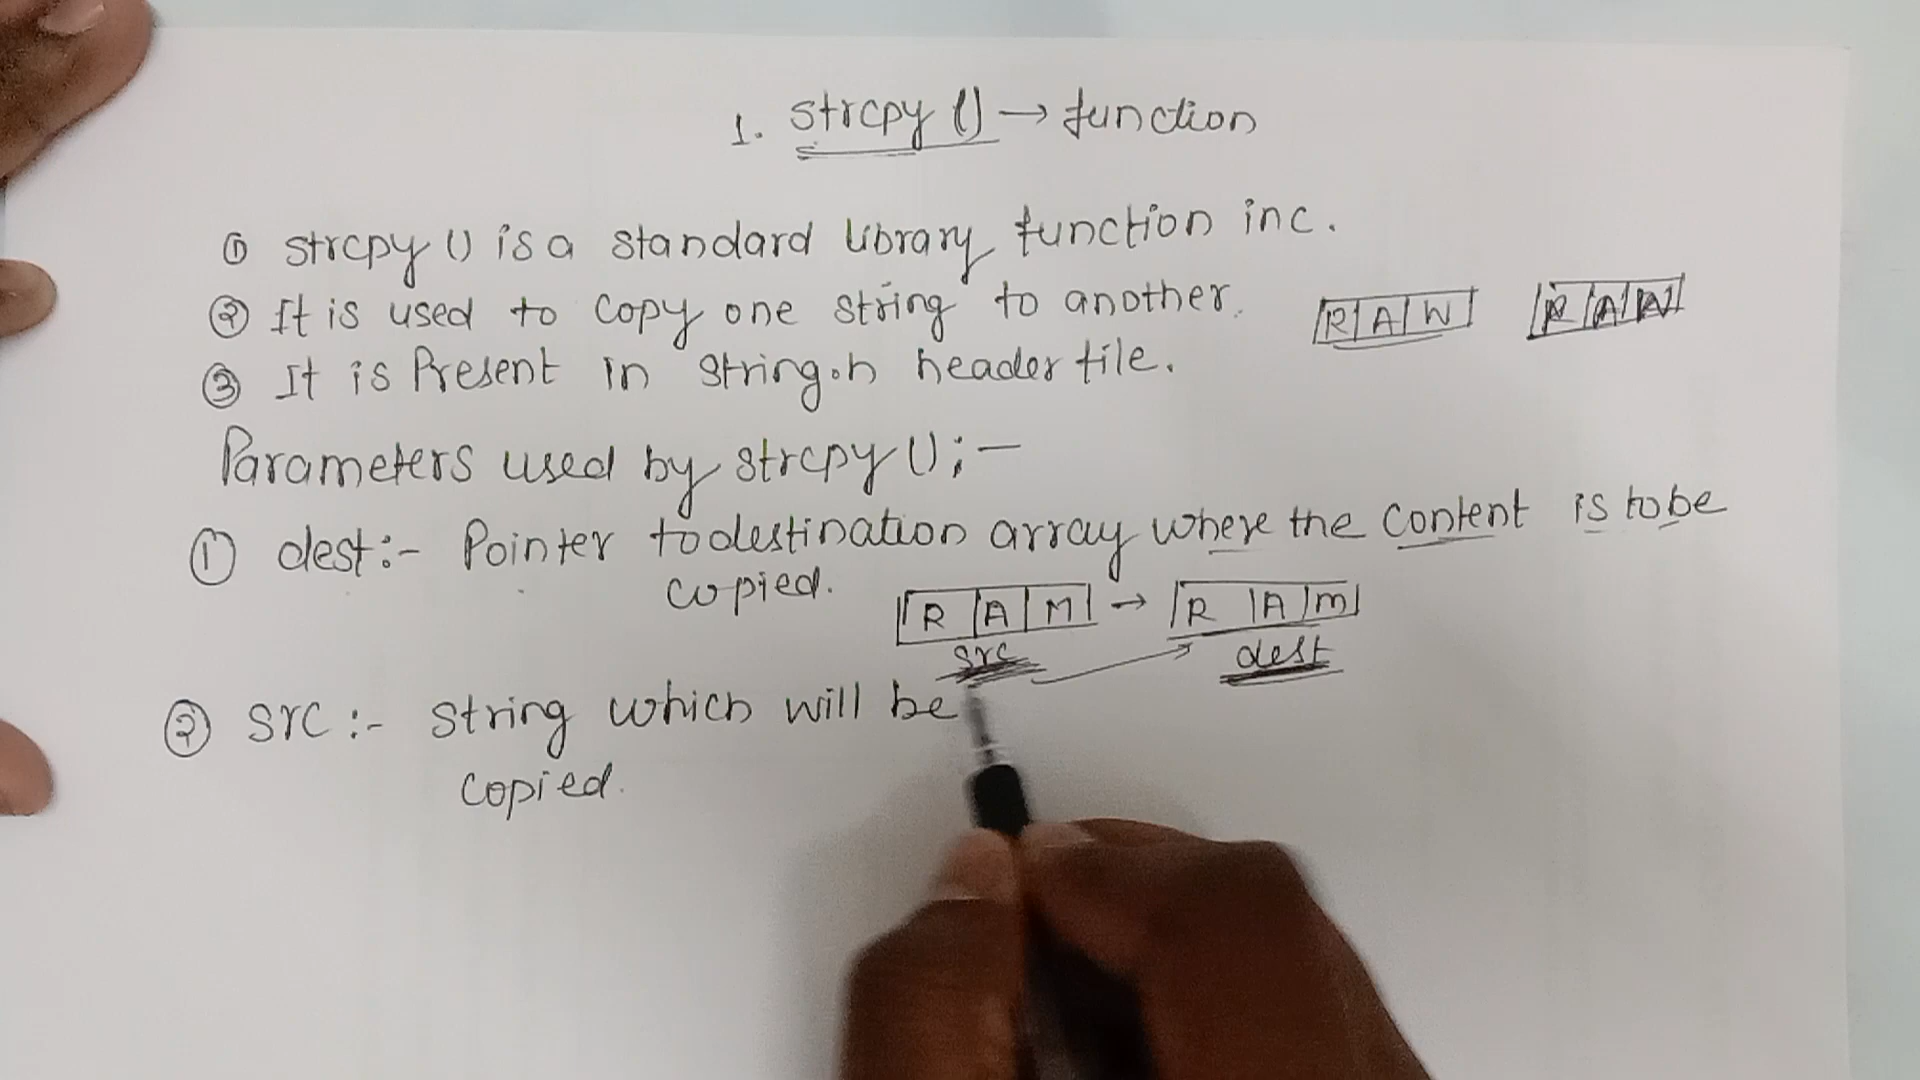 1. strcpy () → function
① strcpy () is a standard library function inc.
② It is used to copy one string to another. R A W R A W
③ It is Present in string.h header file.
Parameters used by strcpy () ; —
① dest :- Pointer to destination array where the content is to be
copied. R A M → R A M
src dest
② src :- string which will be
copied.